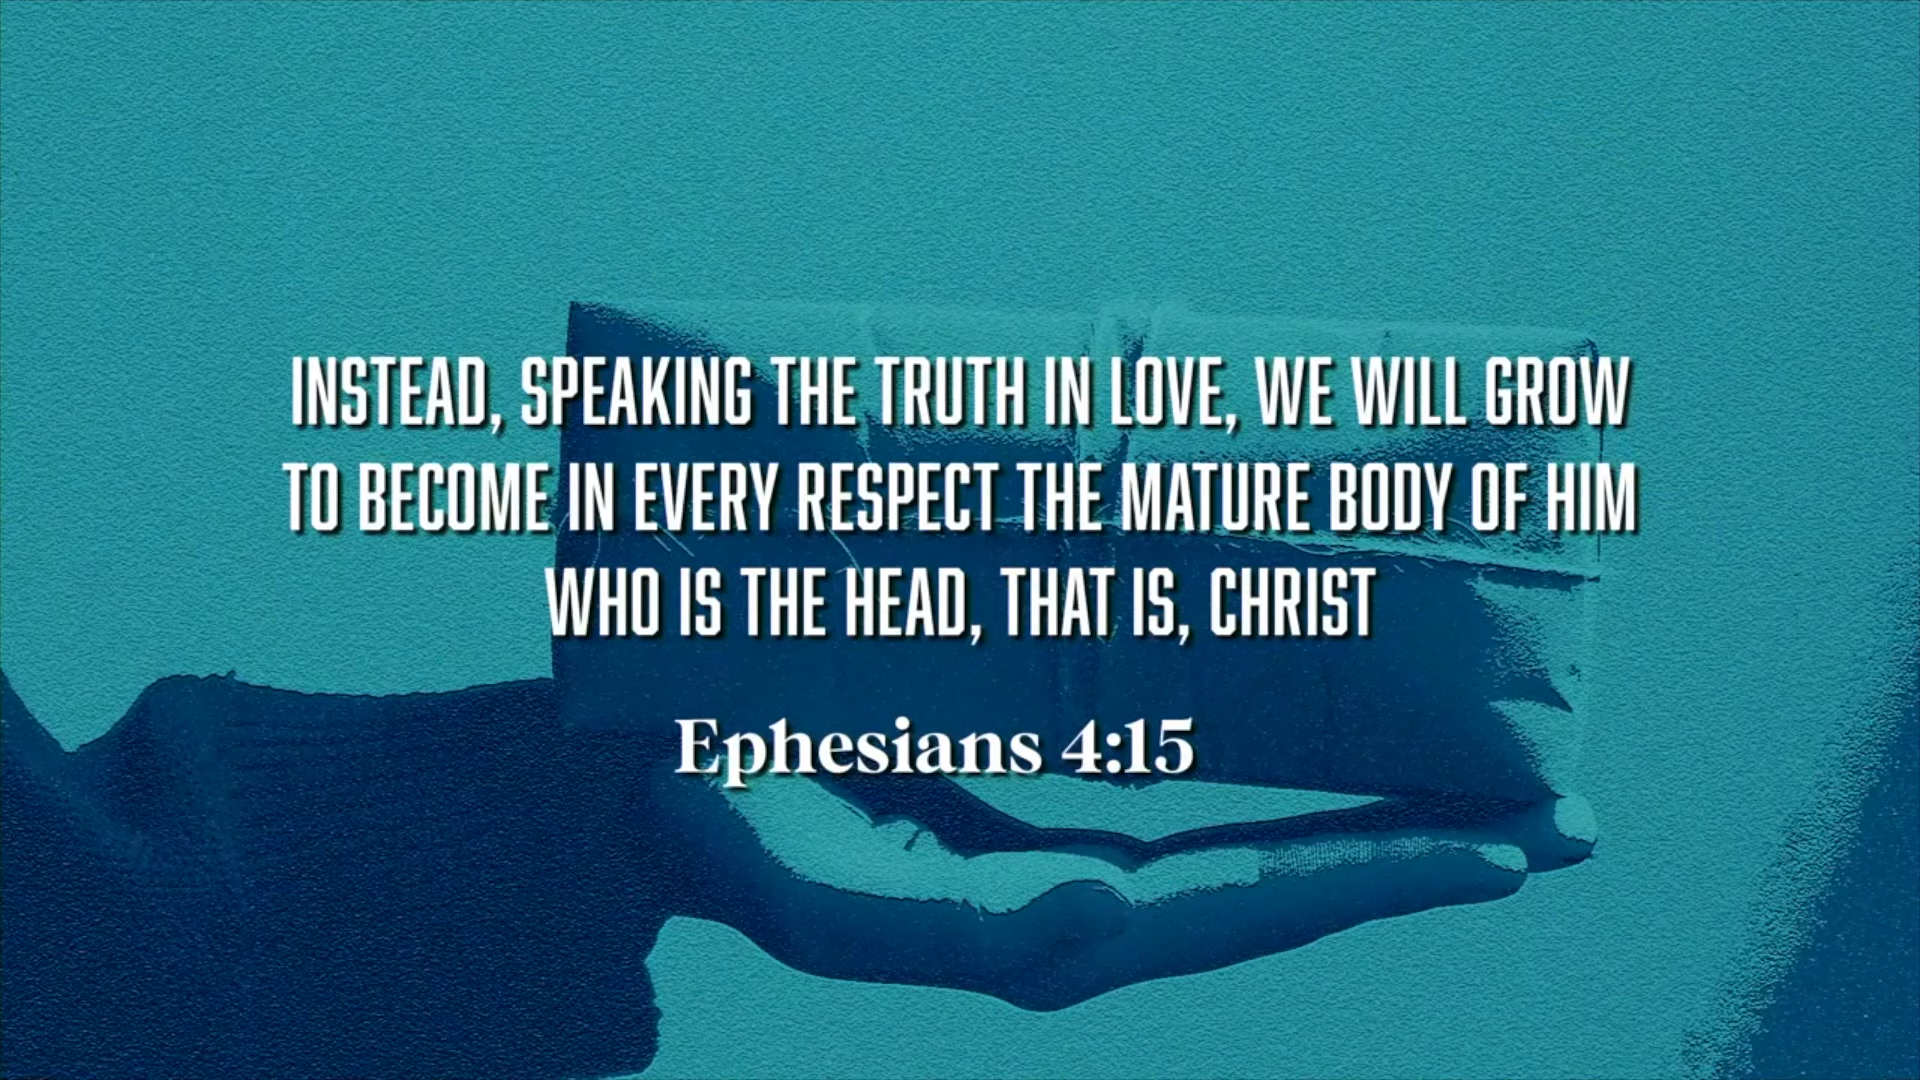 INSTEAD, SPEAKING THE TRUTH IN LOVE, WE WILL GROW
TO BECOME IN EVERY RESPECT THE MATURE BODY OF HIM
WHO IS THE HEAD, THAT IS, CHRIST
Ephesians 4:15